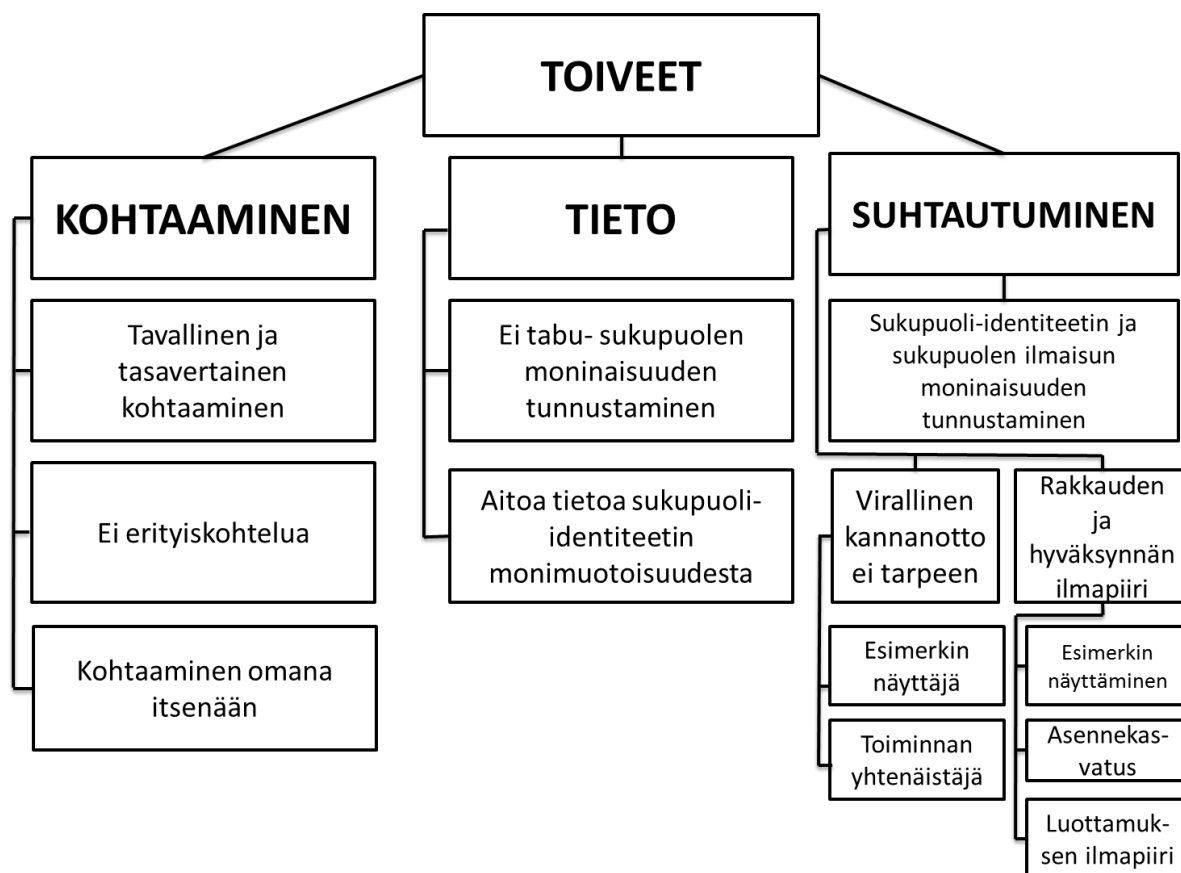 TOIVEET
KOHTAAMINEN
Tavallinen ja
tasavertainen
kohtaaminen
Ei erityiskohtelua
Kohtaaminen omana
itsenään
TIETO
Ei tabu- sukupuolen
moninaisuuden
tunnustaminen
Aitoa tietoa sukupuoli-
identiteetin
monimuotoisuudesta
SUHTAUTUMINEN
Sukupuoli-identiteetin ja
sukupuolen ilmaisun
moninaisuuden
tunnustaminen
Virallinen
kannanotto
ei tarpeen
Esimerkin
näyttäjä
Toiminnan
yhtenäistäjä
Rakkauden
ja
hyväksynnän
ilmapiiri
Esimerkin
näyttäminen
Asennekas-
vatus
Luottamuk-
sen ilmapiiri